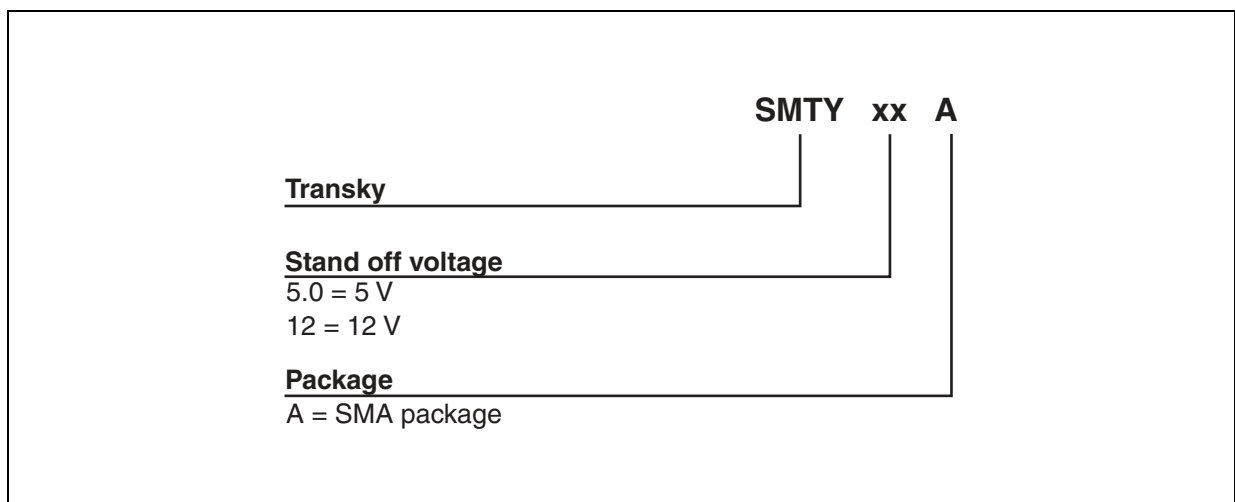 SMTY xx A
Transky
Stand off voltage
5.0 = 5 V
12 = 12 V
Package
A = SMA package